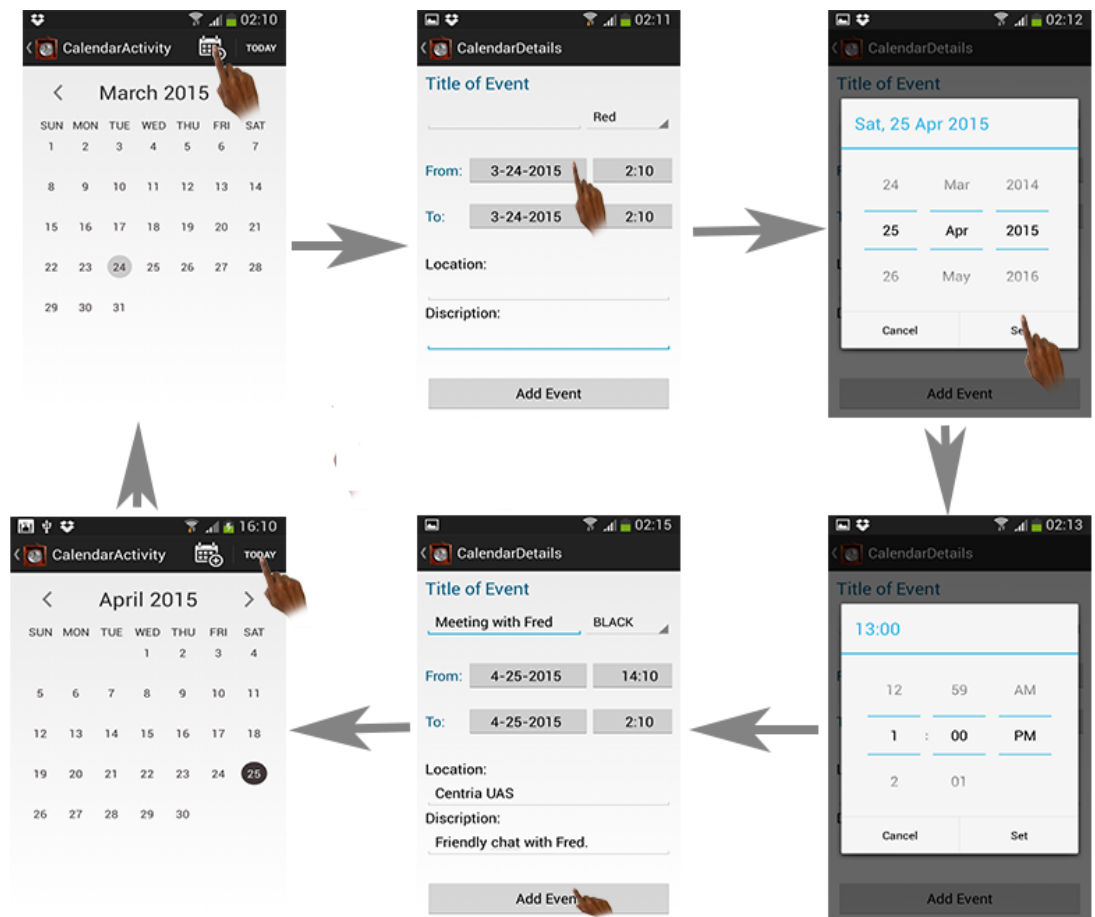 02:10
CalendarActivity TODAY
March 2015
SUN MON TUE WED THU FRI SAT
1 2 3 4 5 6 7
8 9 10 11 12 13 14
15 16 17 18 19 20 21
22 23 24 25 26 27 28
29 30 31
02:11
CalendarDetails
Title of Event
Red
From: 3-24-2015 2:10
To: 3-24-2015 2:10
Location:
Discription:
Add Event
02:12
CalendarDetails
Title of Event
Sat, 25 Apr 2015
24 Mar 2014
25 Apr 2015
26 May 2016
Cancel
Add Event
16:10
CalendarActivity TODAY
April 2015
SUN MON TUE WED THU FRI SAT
1 2 3 4
5 6 7 8 9 10 11
12 13 14 15 16 17 18
19 20 21 22 23 24 25
26 27 28 29 30
02:15
CalendarDetails
Title of Event
Meeting with Fred BLACK
From: 4-25-2015 14:10
To: 4-25-2015 2:10
Location:
Centria UAS
Discription:
Friendly chat with Fred.
Add Event
02:13
CalendarDetails
Title of Event
13:00
12 59 AM
1 : 00 PM
2 01
Cancel Set
Add Event